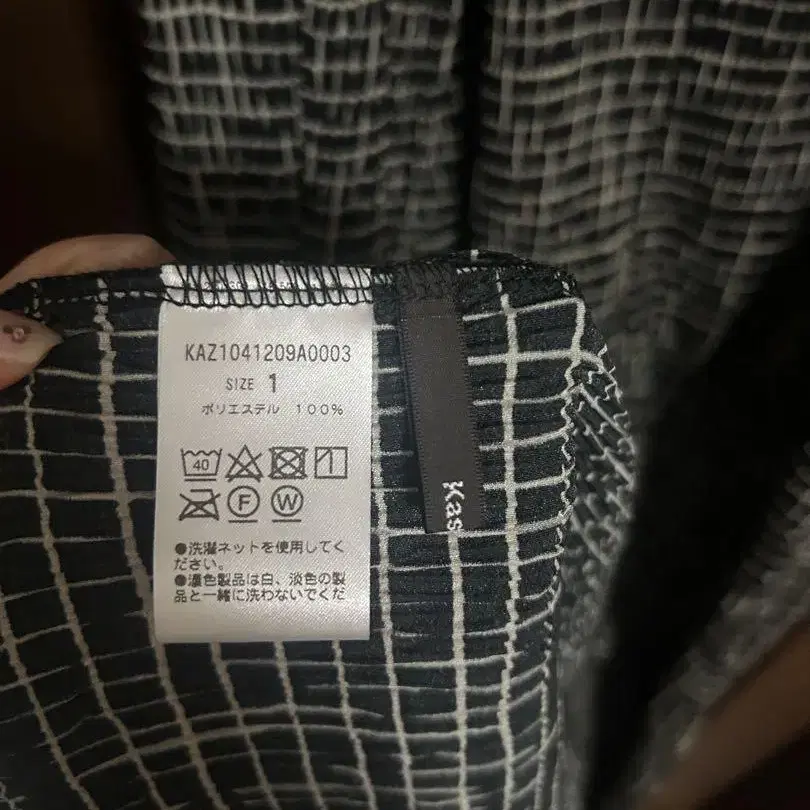 KAZ1041209A0003
SIZE 1
ポリエステル 100%
40
F W
●洗濯ネットを使用してく
ださい。
●濃色製品は白、淡色の製
品と一緒に洗わないでくだ
Kas